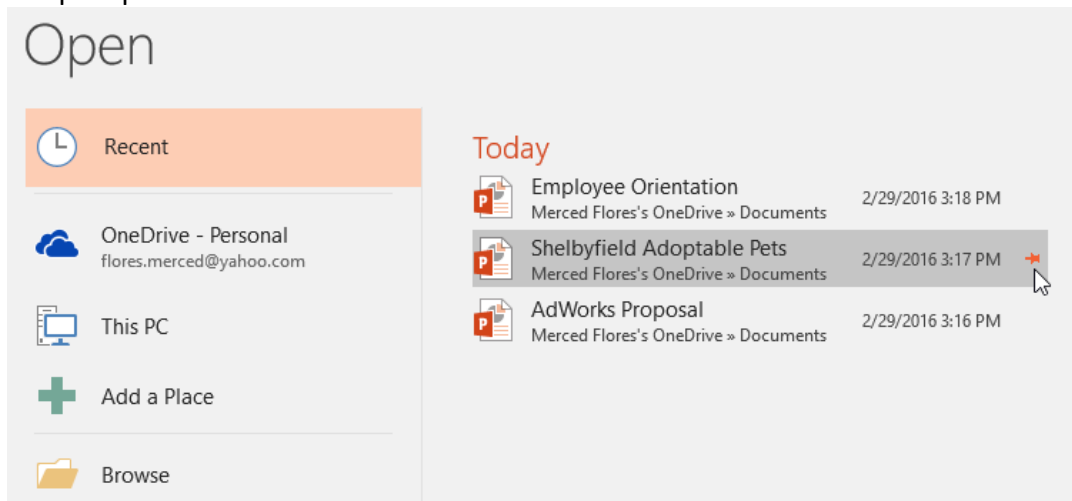 Open
Recent
OneDrive - Personal
flores.merced@yahoo.com
This PC
Add a Place
Browse
Today
Employee Orientation
Merced Flores's OneDrive » Documents
2/29/2016 3:18 PM
Shelbyfield Adoptable Pets
Merced Flores's OneDrive » Documents
2/29/2016 3:17 PM
AdWorks Proposal
Merced Flores's OneDrive » Documents
2/29/2016 3:16 PM